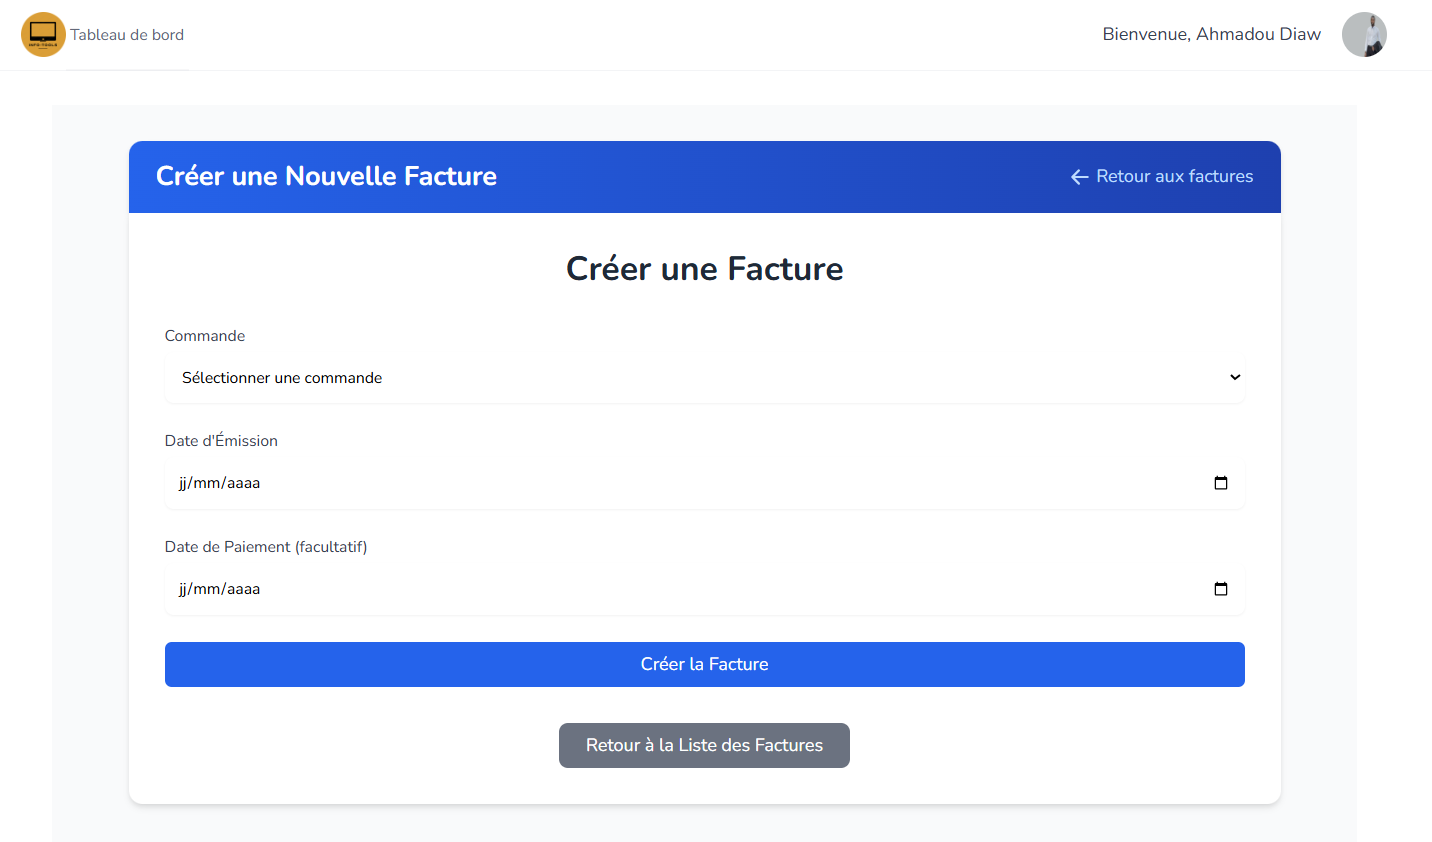 INFO-TOOLS
Tableau de bord
Bienvenue, Ahmadou Diaw
Créer une Nouvelle Facture
Retour aux factures
Créer une Facture
Commande
Sélectionner une commande
Date d'Émission
jj/mm/aaaa
Date de Paiement (facultatif)
jj/mm/aaaa
Créer la Facture
Retour à la Liste des Factures